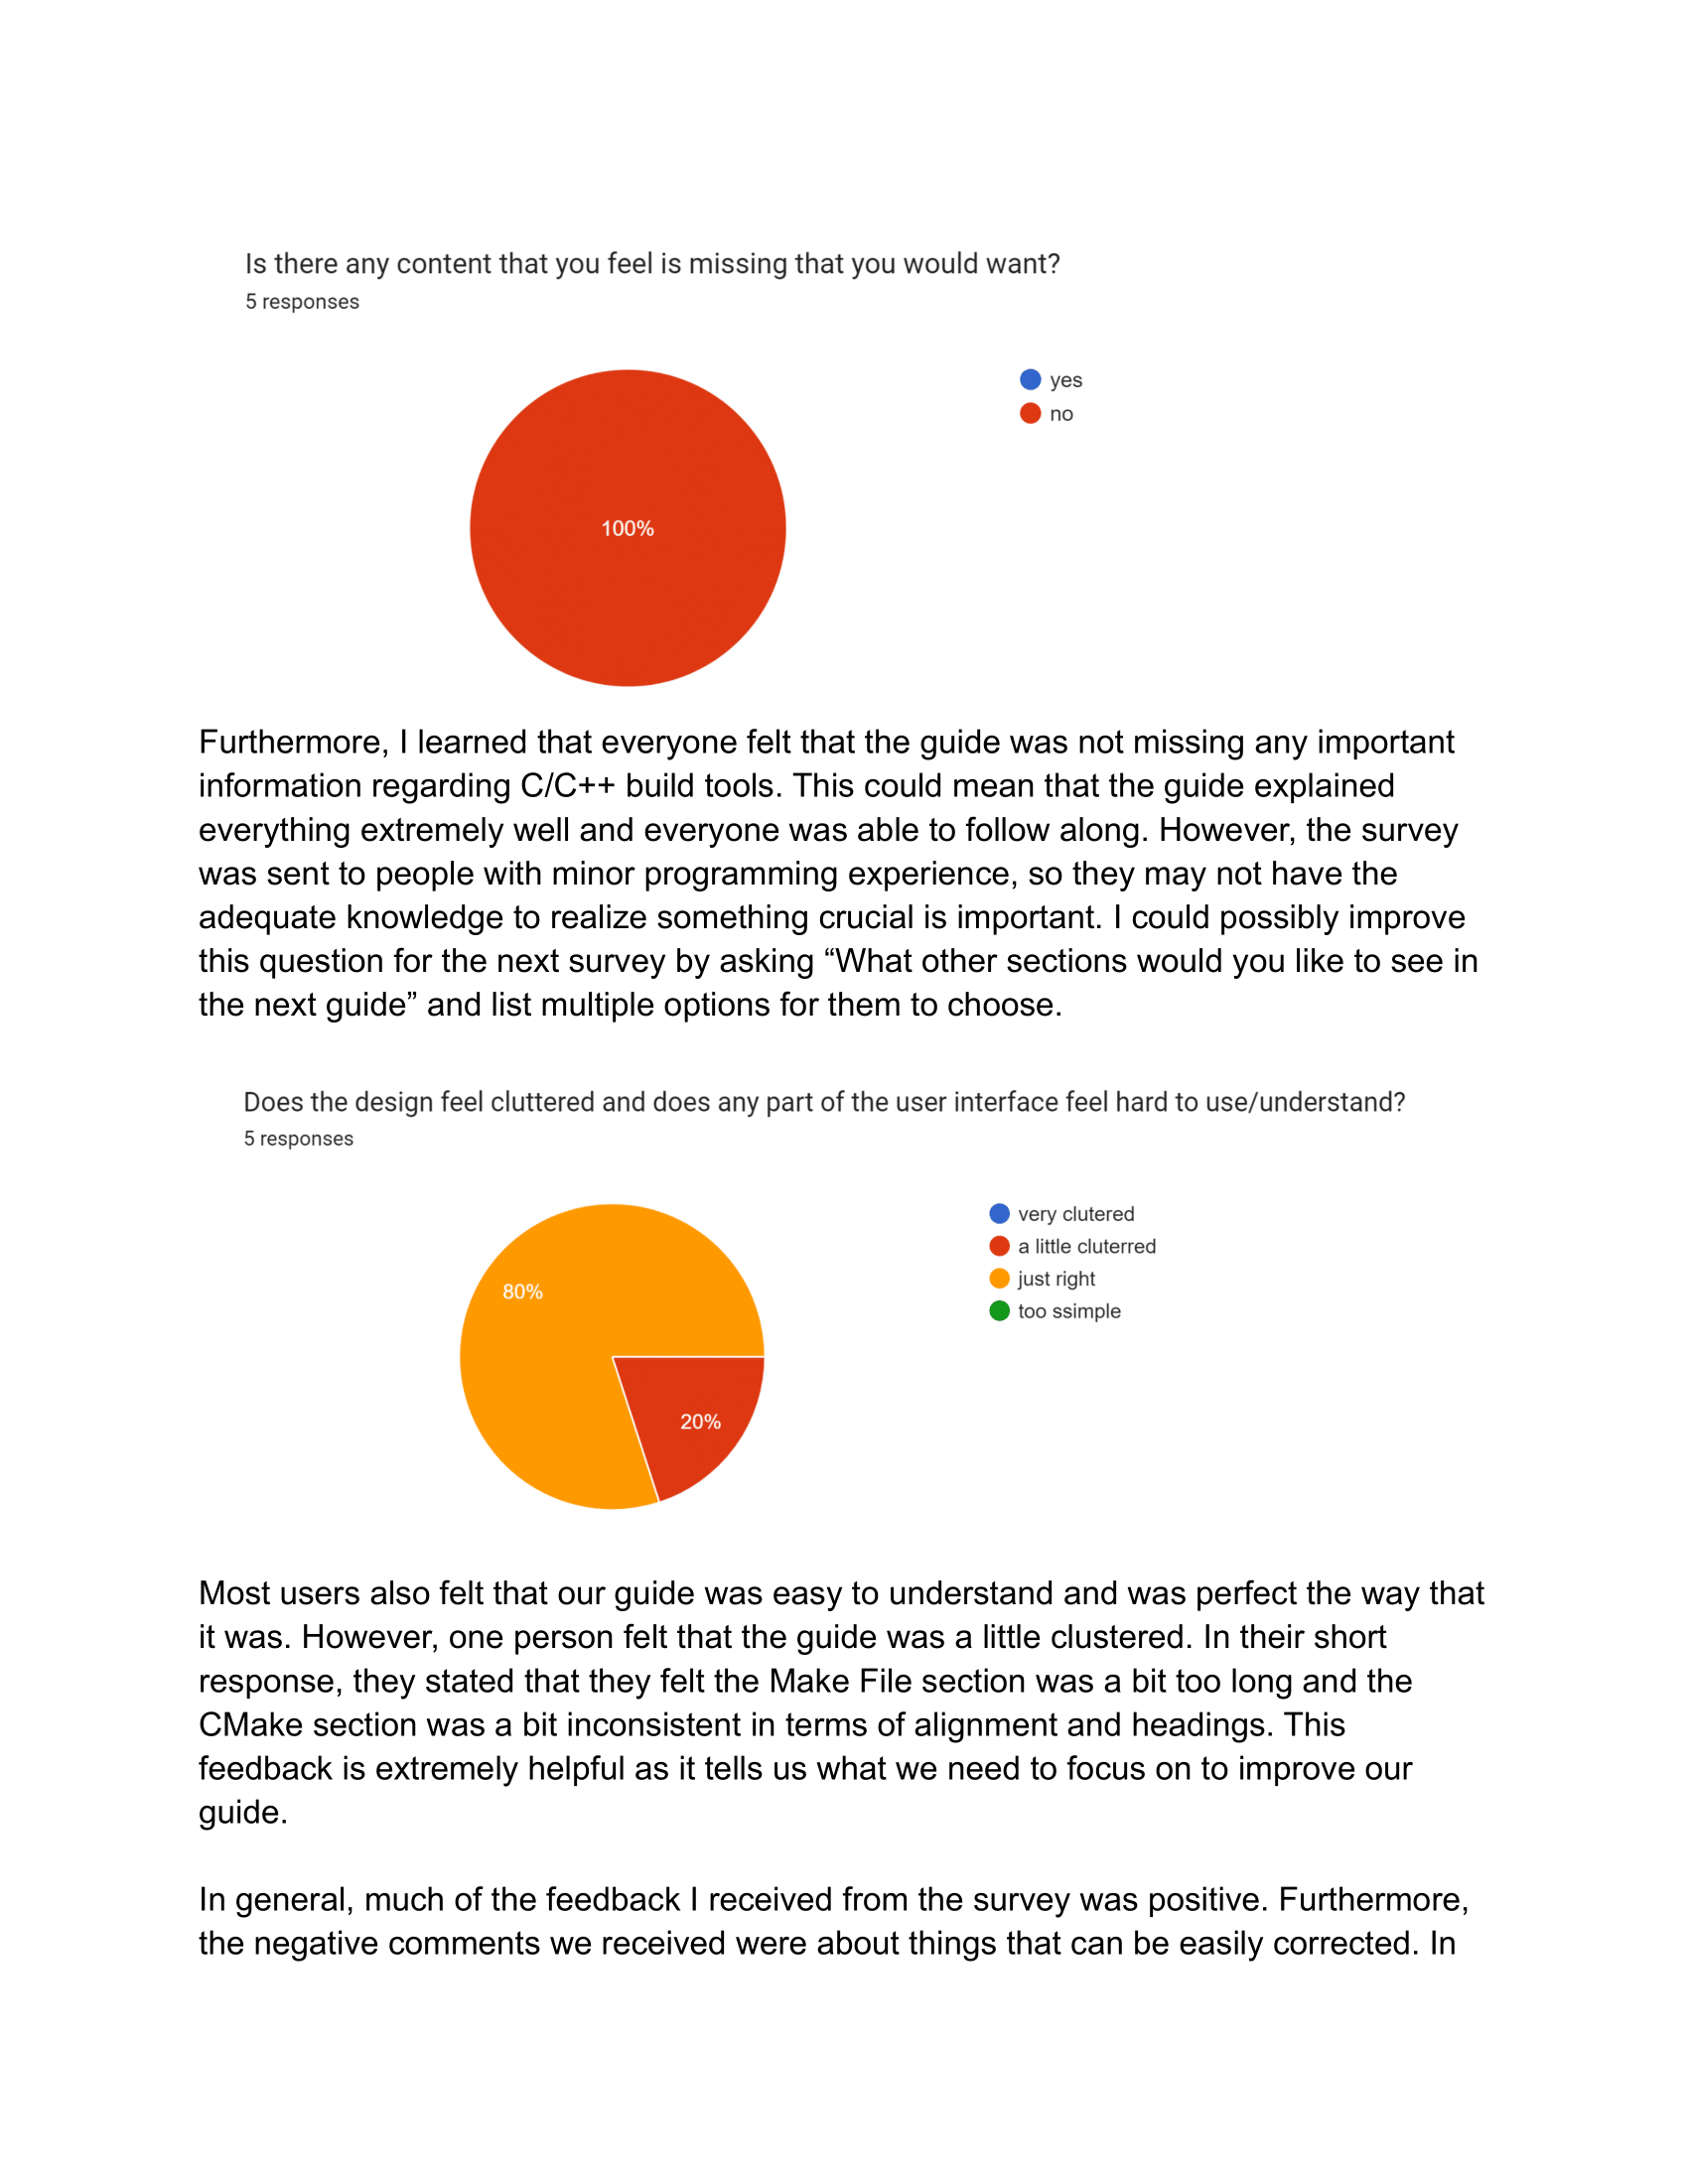 Is there any content that you feel is missing that you would want?
5 responses
yes
no
100%
Furthermore, I learned that everyone felt that the guide was not missing any important
information regarding C/C++ build tools. This could mean that the guide explained
everything extremely well and everyone was able to follow along. However, the survey
was sent to people with minor programming experience, so they may not have the
adequate knowledge to realize something crucial is important. I could possibly improve
this question for the next survey by asking “What other sections would you like to see in
the next guide” and list multiple options for them to choose.
Does the design feel cluttered and does any part of the user interface feel hard to use/understand?
5 responses
very clutered
a little cluterred
just right
too ssimple
80%
20%
Most users also felt that our guide was easy to understand and was perfect the way that
it was. However, one person felt that the guide was a little clustered. In their short
response, they stated that they felt the Make File section was a bit too long and the
CMake section was a bit inconsistent in terms of alignment and headings. This
feedback is extremely helpful as it tells us what we need to focus on to improve our
guide.
In general, much of the feedback I received from the survey was positive. Furthermore,
the negative comments we received were about things that can be easily corrected. In